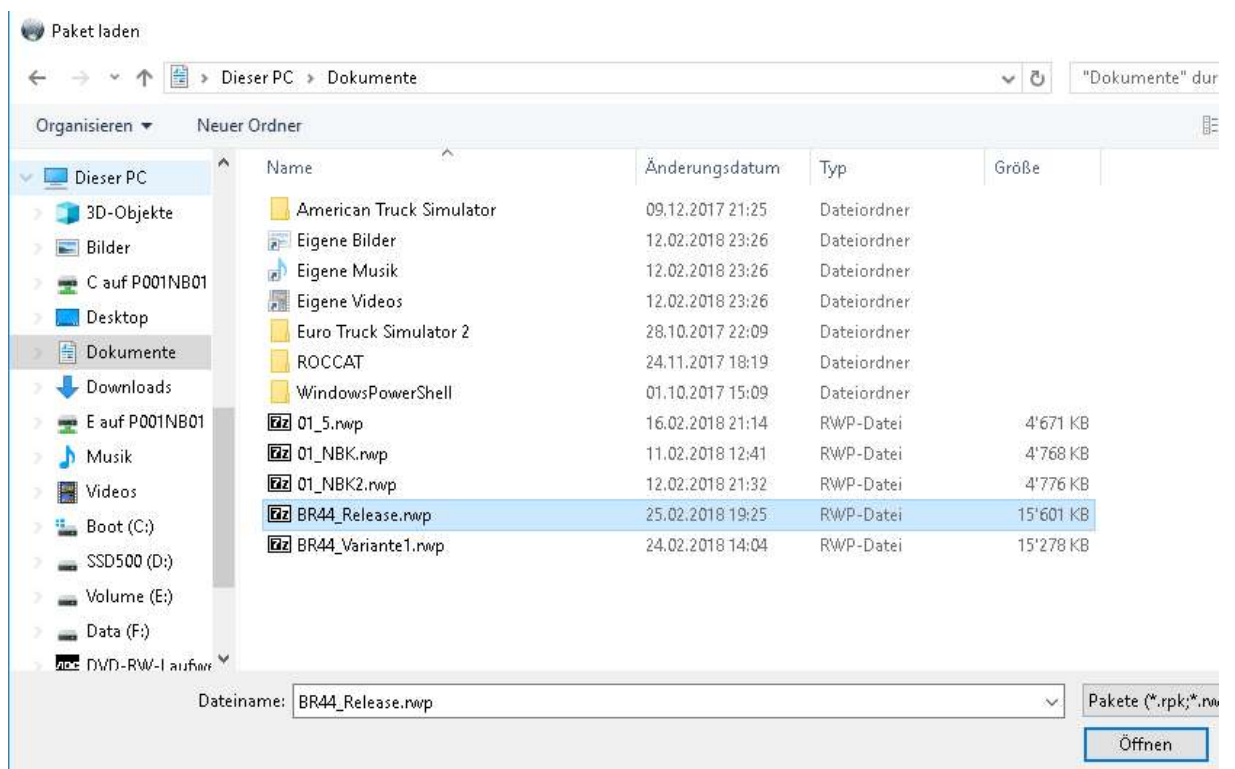 Paket laden
Dieser PC > Dokumente
"Dokumente" dur
Organisieren
Neuer Ordner
Dieser PC
3D-Objekte
Bilder
C auf P001NB01
Desktop
Dokumente
Downloads
E auf P001NB01
Musik
Videos
Boot (C:)
SSD500 (D:)
Volume (E:)
Data (F:)
DVD-RW-Laufwe
Name Änderungsdatum Typ Größe
American Truck Simulator 09.12.2017 21:25 Dateiordner
Eigene Bilder 12.02.2018 23:26 Dateiordner
Eigene Musik 12.02.2018 23:26 Dateiordner
Eigene Videos 12.02.2018 23:26 Dateiordner
Euro Truck Simulator 2 28.10.2017 22:09 Dateiordner
ROCCAT 24.11.2017 18:19 Dateiordner
WindowsPowerShell 01.10.2017 15:09 Dateiordner
01_5.rwp 16.02.2018 21:14 RWP-Datei 4'671 KB
01_NBK.rwp 11.02.2018 12:41 RWP-Datei 4'768 KB
01_NBK2.rwp 12.02.2018 21:32 RWP-Datei 4'776 KB
BR44_Release.rwp 25.02.2018 19:25 RWP-Datei 15'601 KB
BR44_Variante1.rwp 24.02.2018 14:04 RWP-Datei 15'278 KB
Dateiname: BR44_Release.rwp
Pakete (*.rpk;*.rw
Öffnen